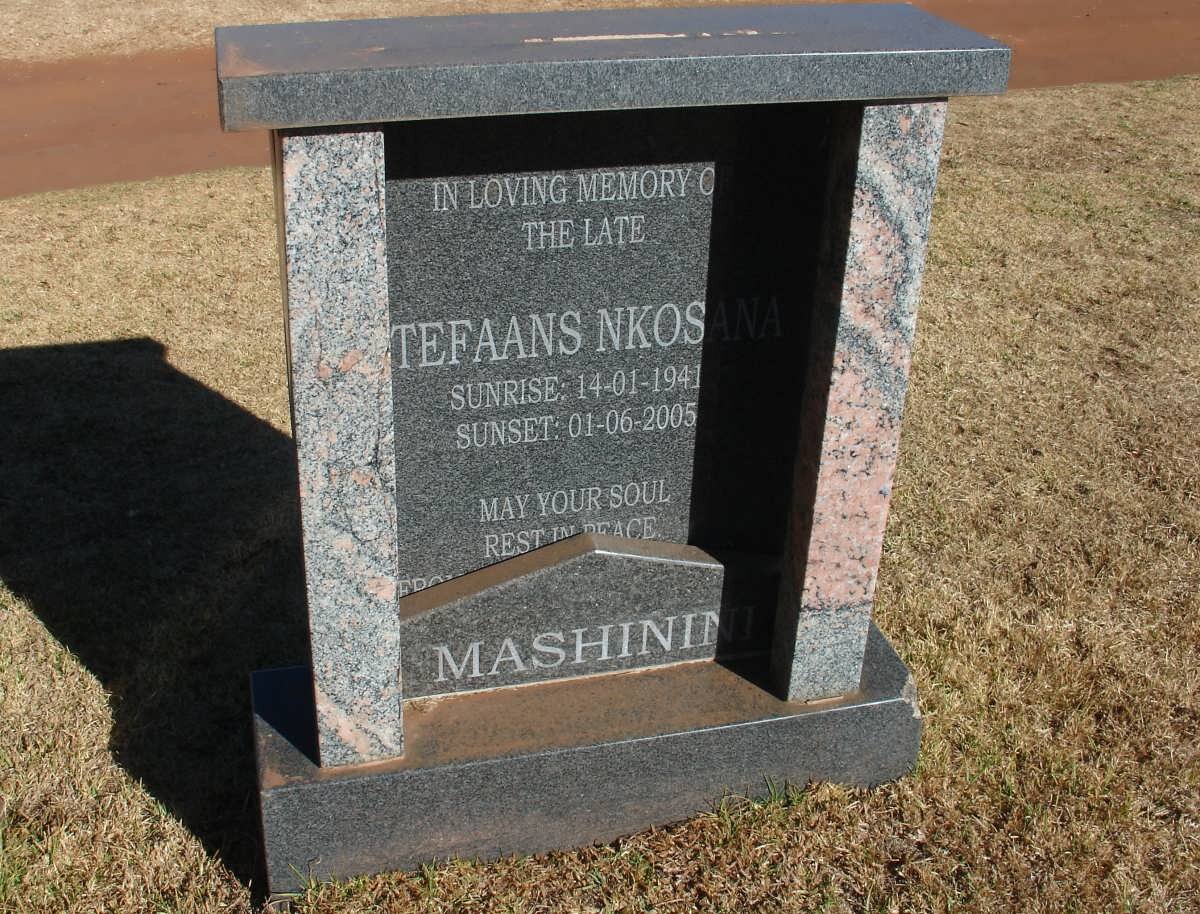 IN LOVING MEMORY O
THE LATE
TEFAANS NKOSANA
SUNRISE: 14-01-1941
SUNSET: 01-06-2005
MAY YOUR SOUL
REST IN PEACE
MASHININI